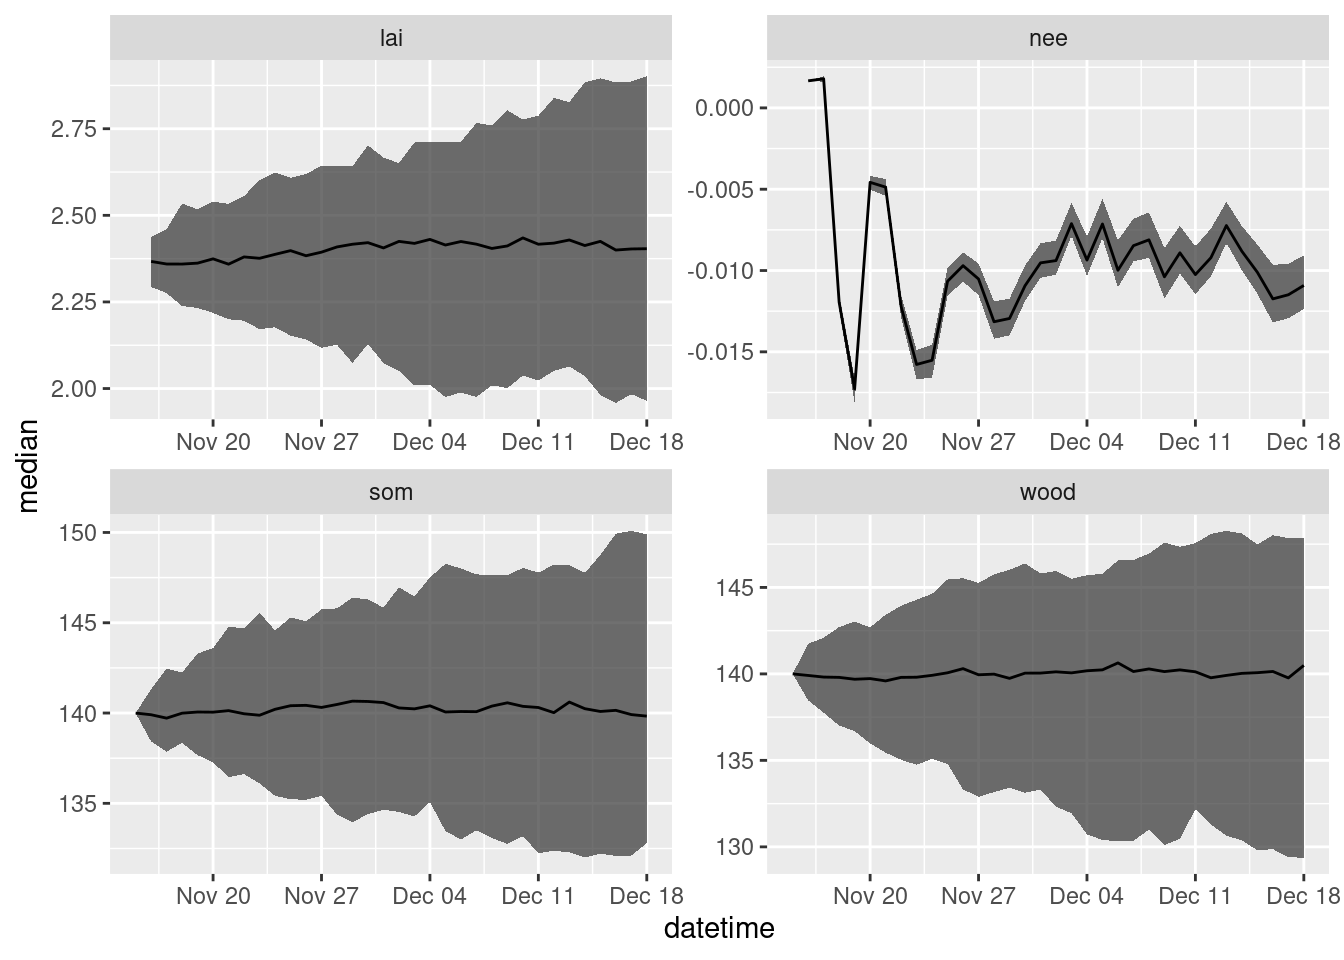 lai
nee
2.75
2.50
2.25
2.00
0.000
-0.005
-0.010
-0.015
Nov 20 Nov 27 Dec 04 Dec 11 Dec 18
Nov 20 Nov 27 Dec 04 Dec 11 Dec 18
median
som
wood
150
145
140
135
145
140
135
130
Nov 20 Nov 27 Dec 04 Dec 11 Dec 18
Nov 20 Nov 27 Dec 04 Dec 11 Dec 18
datetime